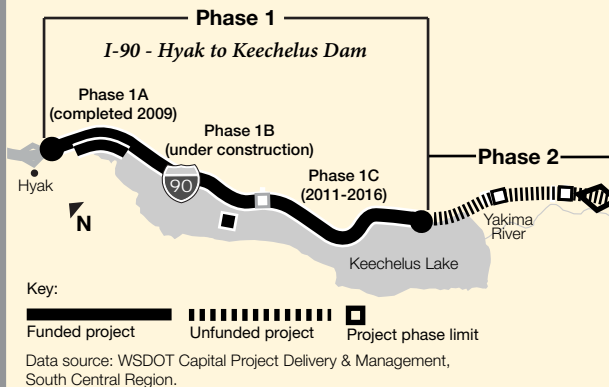 Phase 1
I-90 - Hyak to Keechelus Dam
Phase 1A
(completed 2009)
Phase 1B
(under construction)
Phase 1C
(2011-2016)
Phase 2
90
Hyak
N
Yakima
River
Keechelus Lake
Key:
Funded project
Unfunded project
Project phase limit
Data source: WSDOT Capital Project Delivery & Management,
South Central Region.